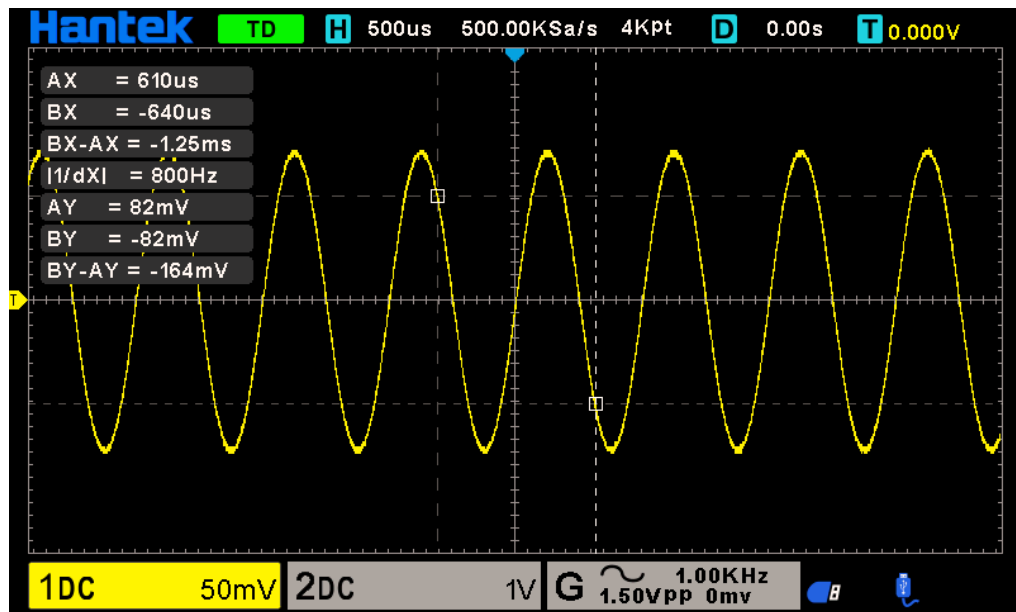 Hantek TD H 500us 500.00KSa/s 4Kpt D 0.00s T 0.000V
AX = 610us
BX = -640us
BX-AX = -1.25ms
|1/dX| = 800Hz
AY = 82mV
BY = -82mV
BY-AY = -164mV
T
1DC 50mV 2DC 1V G 1.00KHz
1.50Vpp 0mv